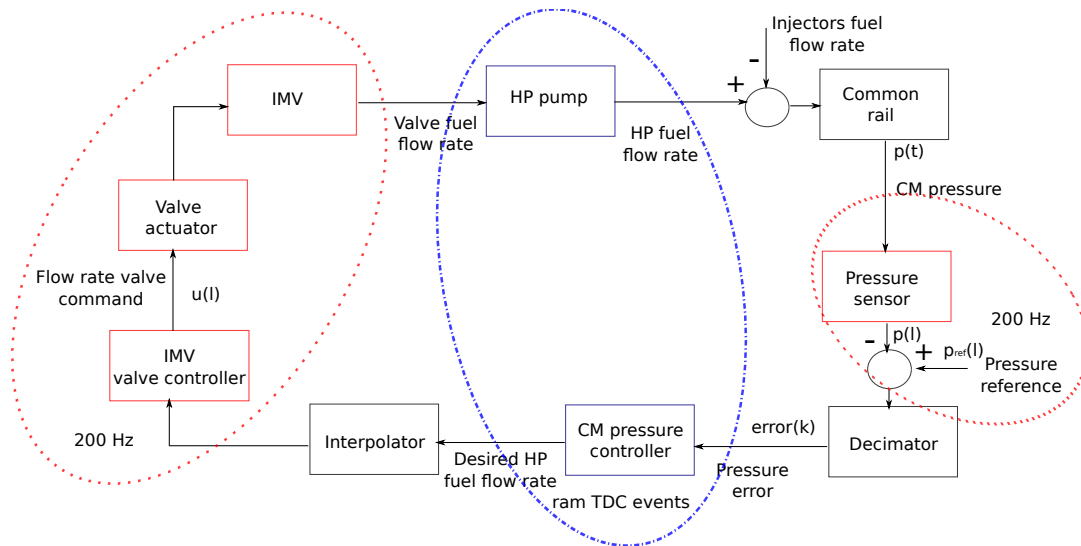 Injectors fuel
flow rate
-
+
IMV
HP pump
Common
rail
Valve fuel
flow rate
HP fuel
flow rate
p(t)
CM pressure
Valve
actuator
Flow rate valve
command
u(l)
Pressure
sensor
200 Hz
p(l)
-
+
pref(l)
Pressure
reference
IMV
valve controller
200 Hz
Interpolator
Desired HP
fuel flow rate
CM pressure
controller
ram TDC events
error(k)
Pressure
error
Decimator